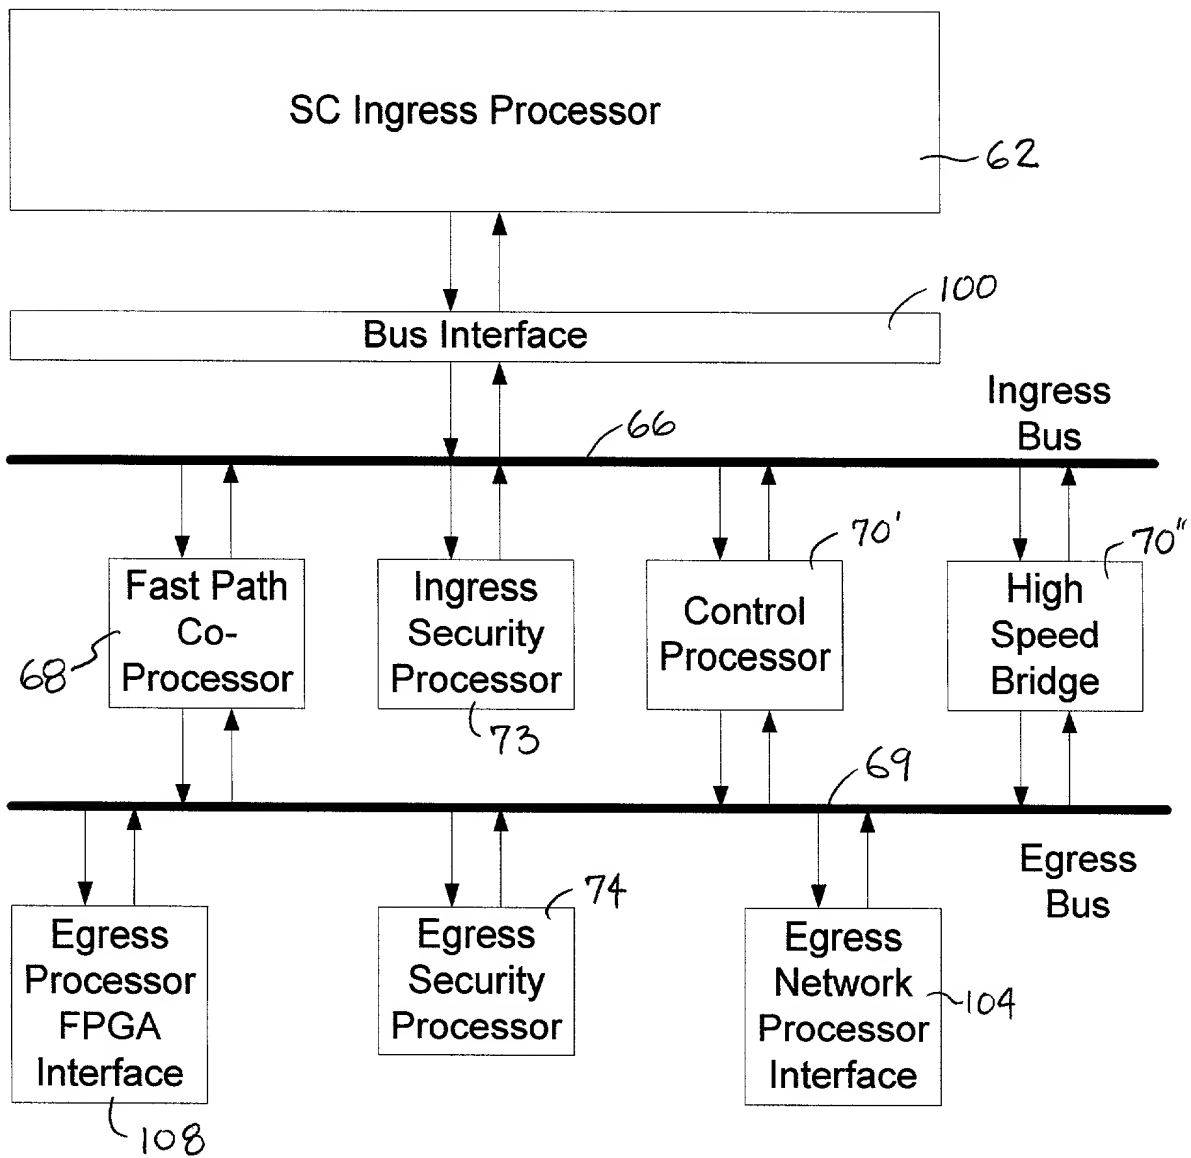 SC Ingress Processor
62
100
Bus Interface
Ingress
Bus
66
70'
70"
Fast Path
Co-
Processor
68
Ingress
Security
Processor
73
Control
Processor
High
Speed
Bridge
69
Egress
Bus
74
Egress
Processor
FPGA
Interface
108
Egress
Security
Processor
Egress
Network
Processor
Interface
104